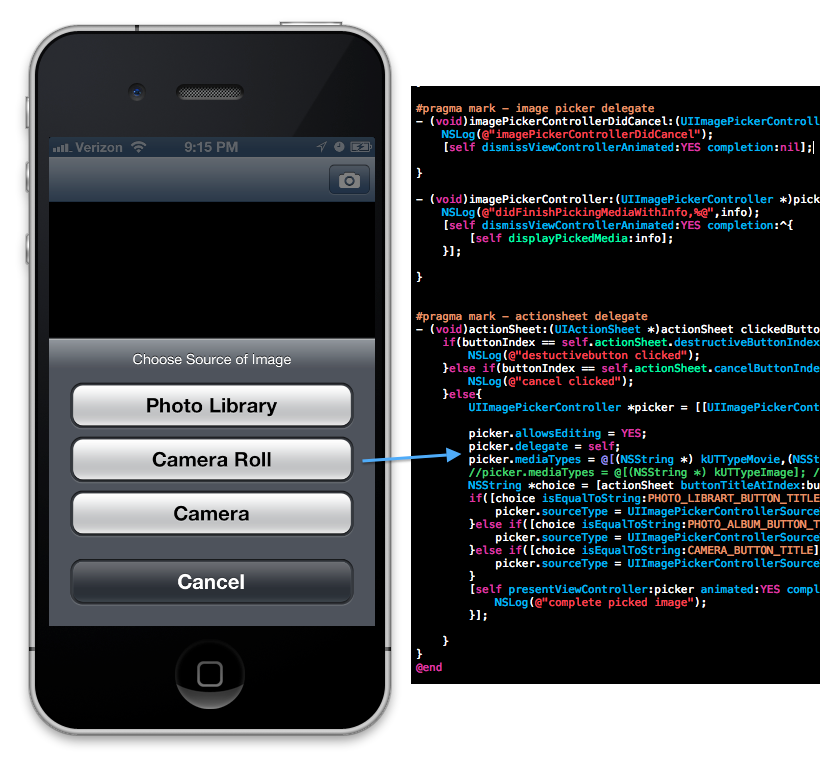 Verizon 9:15 PM
Choose Source of Image
Photo Library
Camera Roll
Camera
Cancel
#pragma mark – image picker delegate
– (void)imagePickerControllerDidCancel:(UIImagePickerControll
NSLog(@"imagePickerControllerDidCancel");
[self dismissViewControllerAnimated:YES completion:nil];
}
– (void)imagePickerController:(UIImagePickerController *)pick
NSLog(@"didFinishPickingMediaWithInfo,%@",info);
[self dismissViewControllerAnimated:YES completion:^{
[self displayPickedMedia:info];
}];
}
#pragma mark – actionsheet delegate
– (void)actionSheet:(UIActionSheet *)actionSheet clickedButto
if(buttonIndex == self.actionSheet.destructiveButtonIndex
NSLog(@"destuctivebutton clicked");
}else if(buttonIndex == self.actionSheet.cancelButtonInde
NSLog(@"cancel clicked");
}else{
UIImagePickerController *picker = [[UIImagePickerCont
picker.allowsEditing = YES;
picker.delegate = self;
picker.mediaTypes = @[(NSString *) kUTTypeMovie,(NSSt
//picker.mediaTypes = @[(NSString *) kUTTypeImage]; /
NSString *choice = [actionSheet buttonTitleAtIndex:bu
if([choice isEqualToString:PHOTO_LIBRART_BUTTON_TITLE
picker.sourceType = UIImagePickerControllerSource
}else if([choice isEqualToString:PHOTO_ALBUM_BUTTON_T
picker.sourceType = UIImagePickerControllerSource
}else if([choice isEqualToString:CAMERA_BUTTON_TITLE]
picker.sourceType = UIImagePickerControllerSource
}
[self presentViewController:picker animated:YES compl
NSLog(@"complete picked image");
}];
}
}
@end